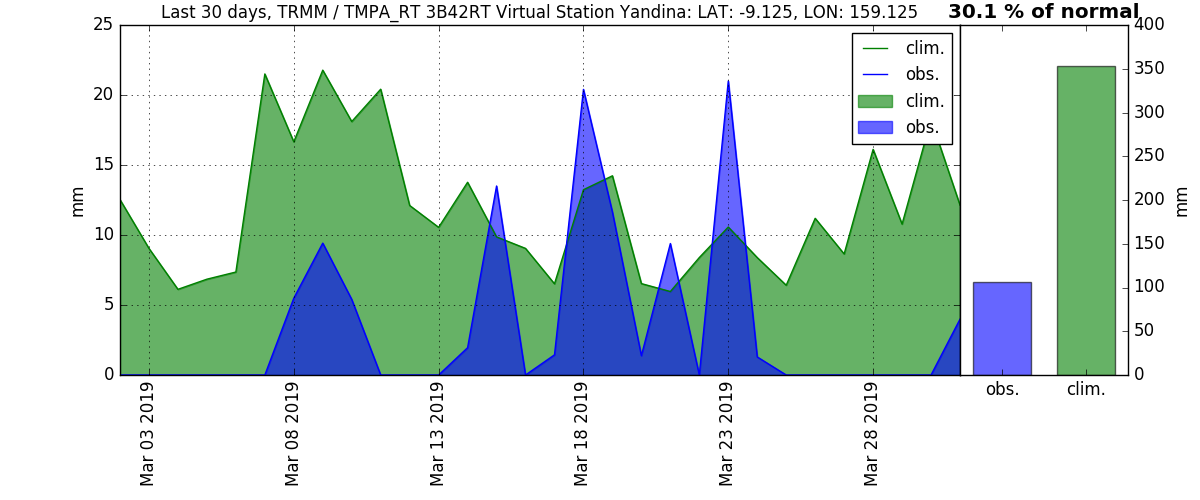 Last 30 days, TRMM / TMPA_RT 3B42RT Virtual Station Yandina: LAT: -9.125, LON: 159.125
30.1 % of normal
25
20
15
10
5
0
mm
clim.
obs.
clim.
obs.
Mar 03 2019
Mar 08 2019
Mar 13 2019
Mar 18 2019
Mar 23 2019
Mar 28 2019
400
350
300
250
200
150
100
50
0
mm
obs.
clim.